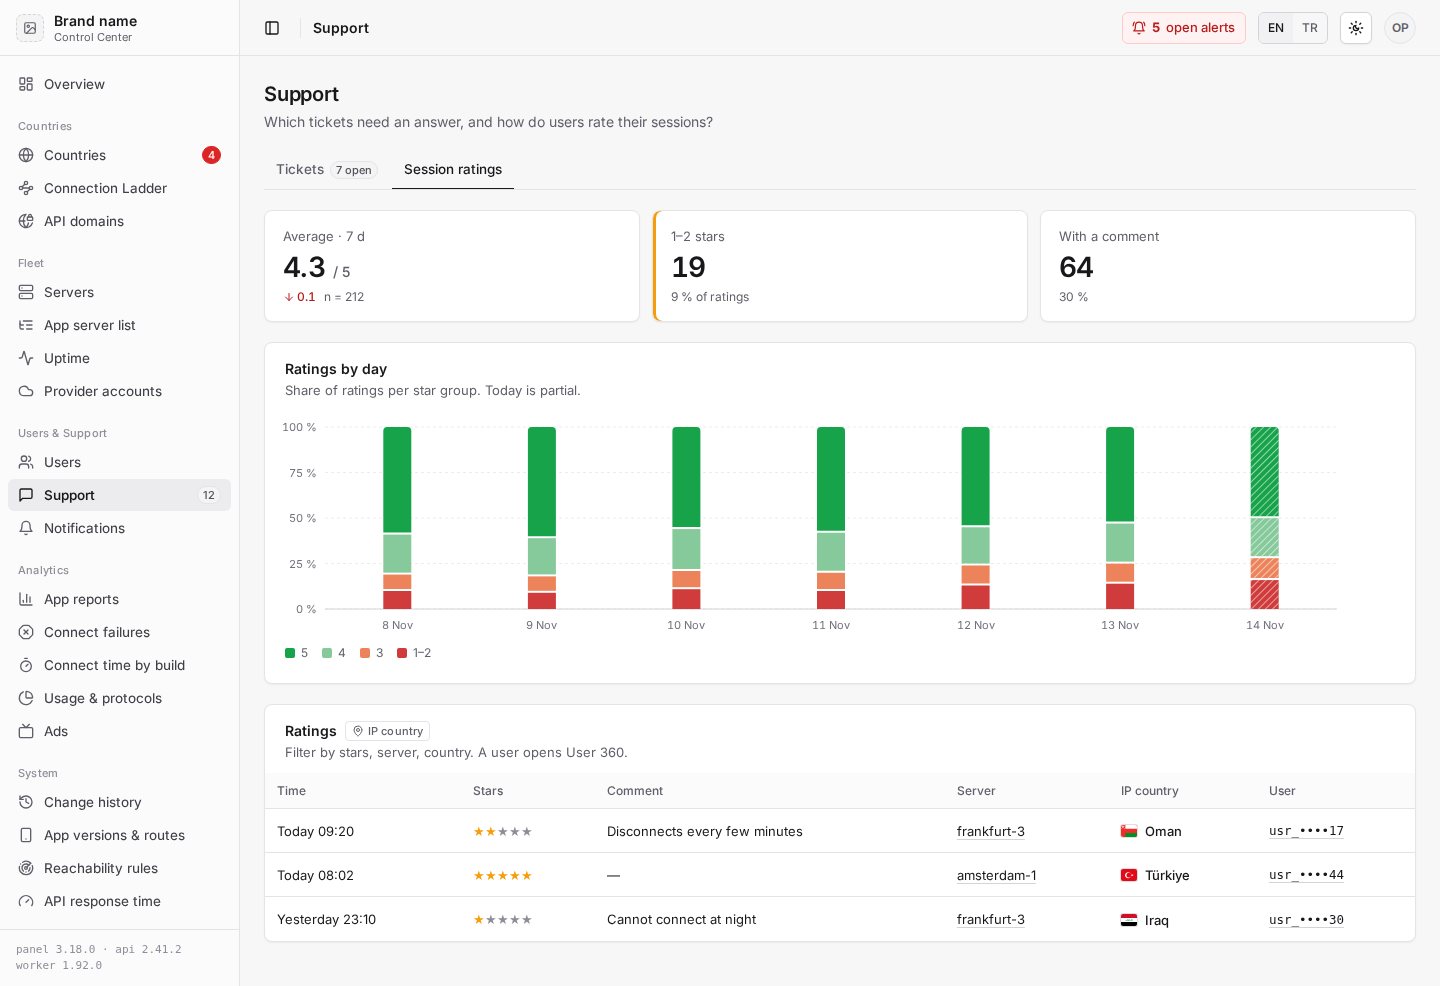 Brand name
Control Center
Overview
Countries
Countries 4
Connection Ladder
API domains
Fleet
Servers
App server list
Uptime
Provider accounts
Users & Support
Users
Support 12
Notifications
Analytics
App reports
Connect failures
Connect time by build
Usage & protocols
Ads
System
Change history
App versions & routes
Reachability rules
API response time
panel 3.18.0 · api 2.41.2
worker 1.92.0
Support
5 open alerts
EN TR
OP
Support
Which tickets need an answer, and how do users rate their sessions?
Tickets 7 open Session ratings
Average · 7 d
4.3 / 5
↓ 0.1 n = 212
1–2 stars
19
9 % of ratings
With a comment
64
30 %
Ratings by day
Share of ratings per star group. Today is partial.
100 %
75 %
50 %
25 %
0 %
8 Nov 9 Nov 10 Nov 11 Nov 12 Nov 13 Nov 14 Nov
5 4 3 1–2
Ratings IP country
Filter by stars, server, country. A user opens User 360.
Time Stars Comment Server IP country User
Today 09:20 ★★★★★ Disconnects every few minutes frankfurt-3 Oman usr_••••17
Today 08:02 ★★★★★ — amsterdam-1 Türkiye usr_••••44
Yesterday 23:10 ★★★★★ Cannot connect at night frankfurt-3 Iraq usr_••••30